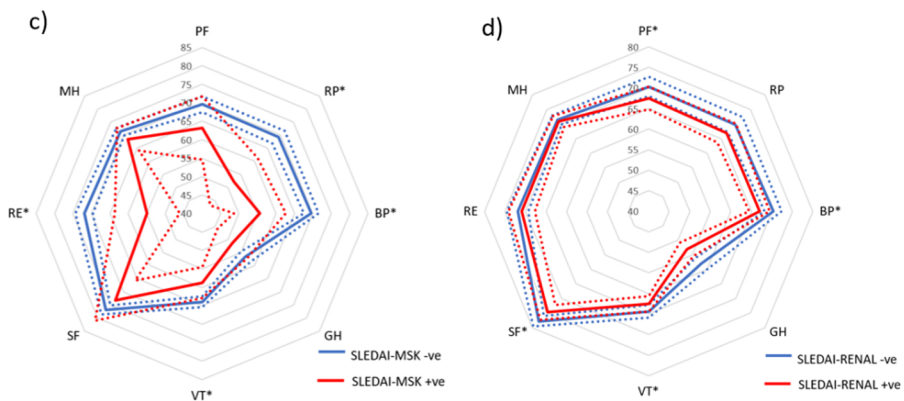 c)
PF
85
80
75
70
65
60
55
50
45
40
MH
RP*
RE*
BP*
SF
GH
VT*
SLEDAI-MSK -ve
SLEDAI-MSK +ve
d)
PF*
80
75
70
65
60
55
50
45
40
MH
RP
RE
BP*
SF*
GH
VT*
SLEDAI-RENAL -ve
SLEDAI-RENAL +ve